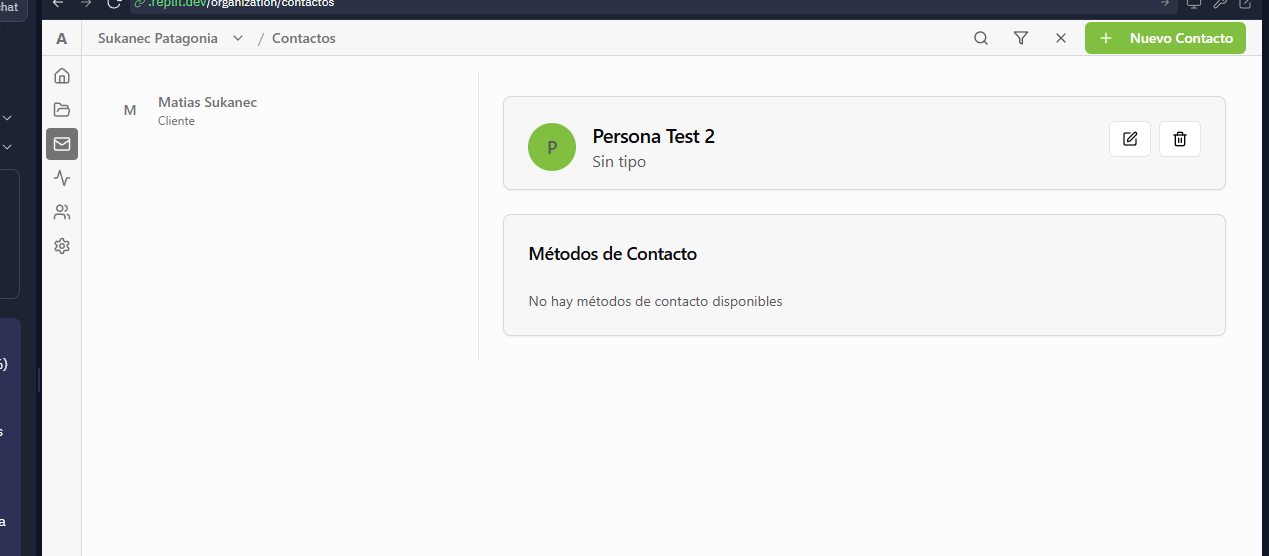 chat
.replit.dev/organization/contactos
A
Sukanec Patagonia / Contactos
Nuevo Contacto
M
Matias Sukanec
Cliente
P
Persona Test 2
Sin tipo
Métodos de Contacto
No hay métodos de contacto disponibles